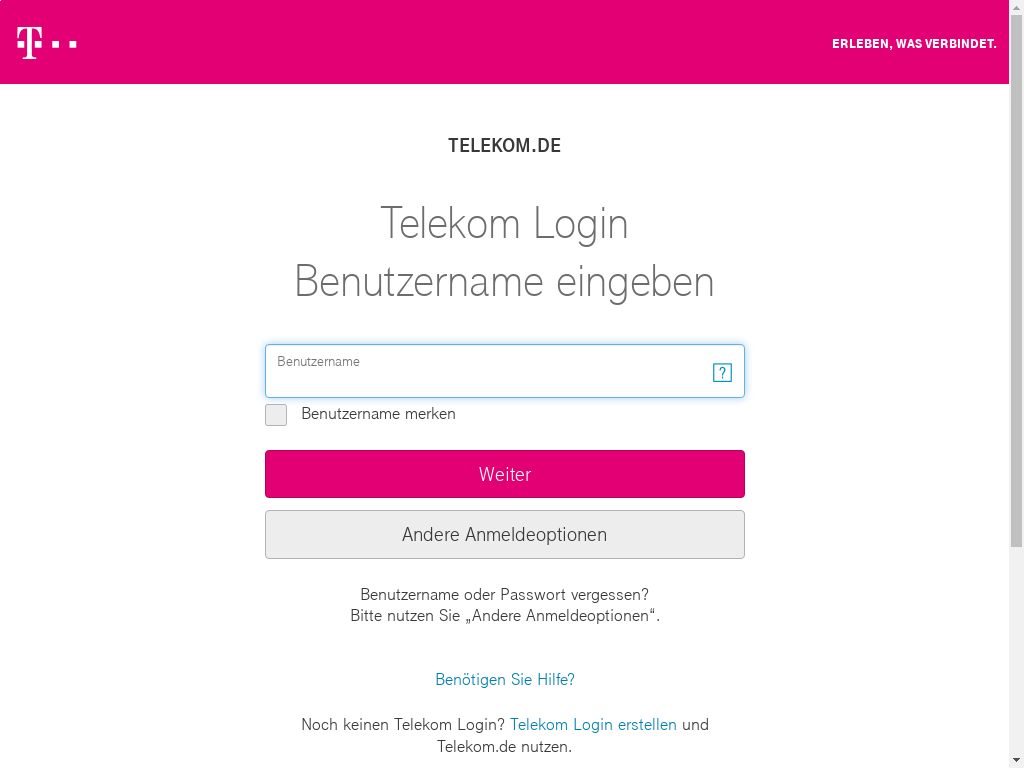 T
ERLEBEN, WAS VERBINDET.
TELEKOM.DE
Telekom Login
Benutzername eingeben
Benutzername
?
Benutzername merken
Weiter
Andere Anmeldeoptionen
Benutzername oder Passwort vergessen?
Bitte nutzen Sie „Andere Anmeldeoptionen“.
Benötigen Sie Hilfe?
Noch keinen Telekom Login? Telekom Login erstellen und
Telekom.de nutzen.